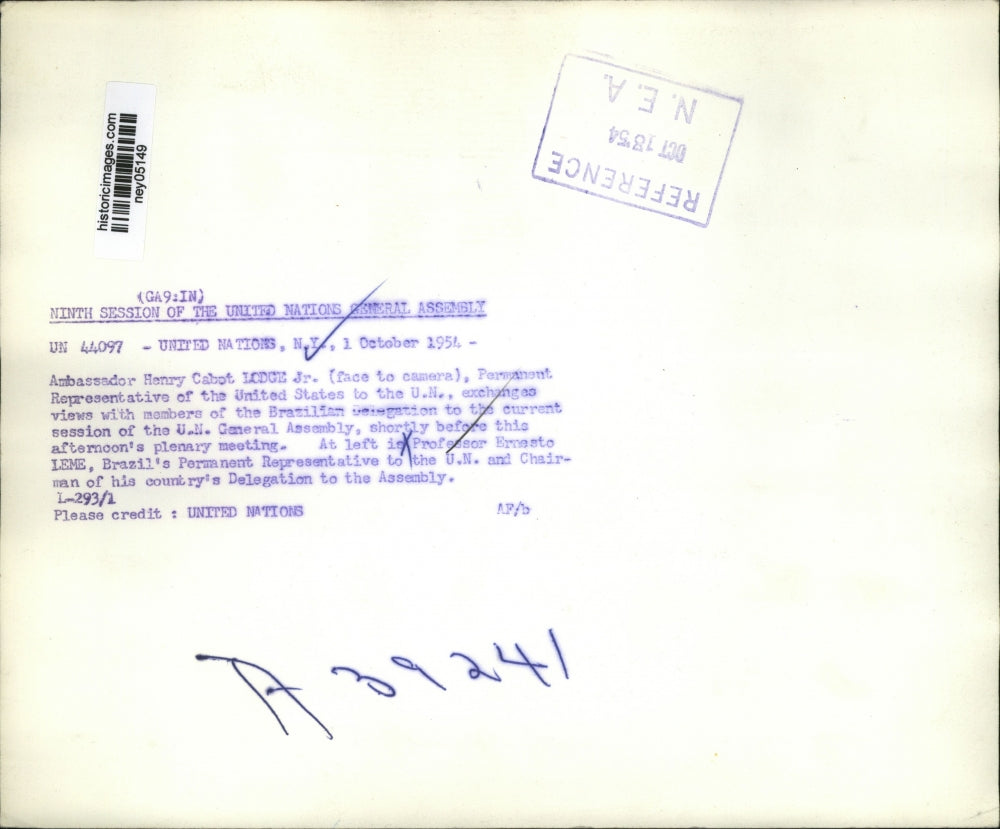 historicimages.com
ney05149
REFERENCE
OCT 18 '54
N. E. A.
(GA9:IN)
NINTH SESSION OF THE UNITED NATIONS GENERAL ASSEMBLY
UN 44097 - UNITED NATIONS, N.Y., 1 October 1954 -
Ambassador Henry Cabot LODGE Jr. (face to camera), Permanent
Representative of the United States to the U.N., exchanges
views with members of the Brazilian delegation to the current
session of the U.N. General Assembly, shortly before this
afternoon's plenary meeting. At left is Professor Ernesto
LEME, Brazil's Permanent Representative to the U.N. and Chair-
man of his country's Delegation to the Assembly.
L-293/1
Please credit : UNITED NATIONS AF/b
A 39241